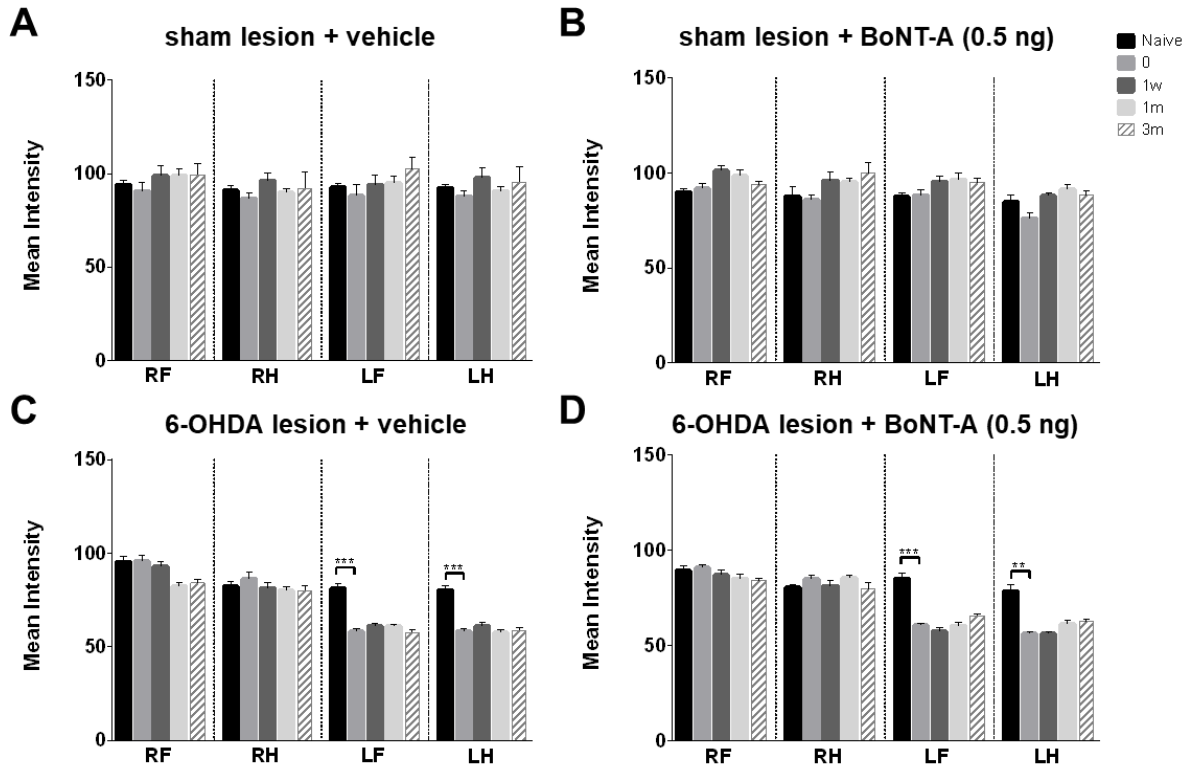 A
sham lesion + vehicle
Mean Intensity
150
100
50
0
RF RH LF LH
B
sham lesion + BoNT-A (0.5 ng)
Mean Intensity
150
100
50
0
RF RH LF LH
Naive
0
1w
1m
3m
C
6-OHDA lesion + vehicle
Mean Intensity
150
100
50
0
*** ***
RF RH LF LH
D
6-OHDA lesion + BoNT-A (0.5 ng)
Mean Intensity
150
100
50
0
*** **
RF RH LF LH